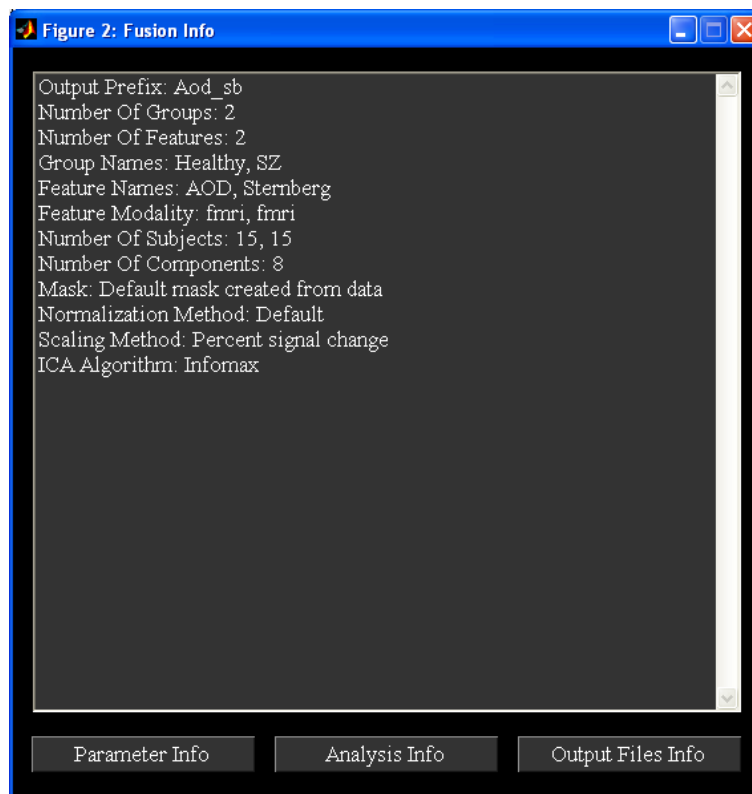 Figure 2: Fusion Info
Output Prefix: Aod_sb
Number Of Groups: 2
Number Of Features: 2
Group Names: Healthy, SZ
Feature Names: AOD, Sternberg
Feature Modality: fmri, fmri
Number Of Subjects: 15, 15
Number Of Components: 8
Mask: Default mask created from data
Normalization Method: Default
Scaling Method: Percent signal change
ICA Algorithm: Infomax
Parameter Info
Analysis Info
Output Files Info